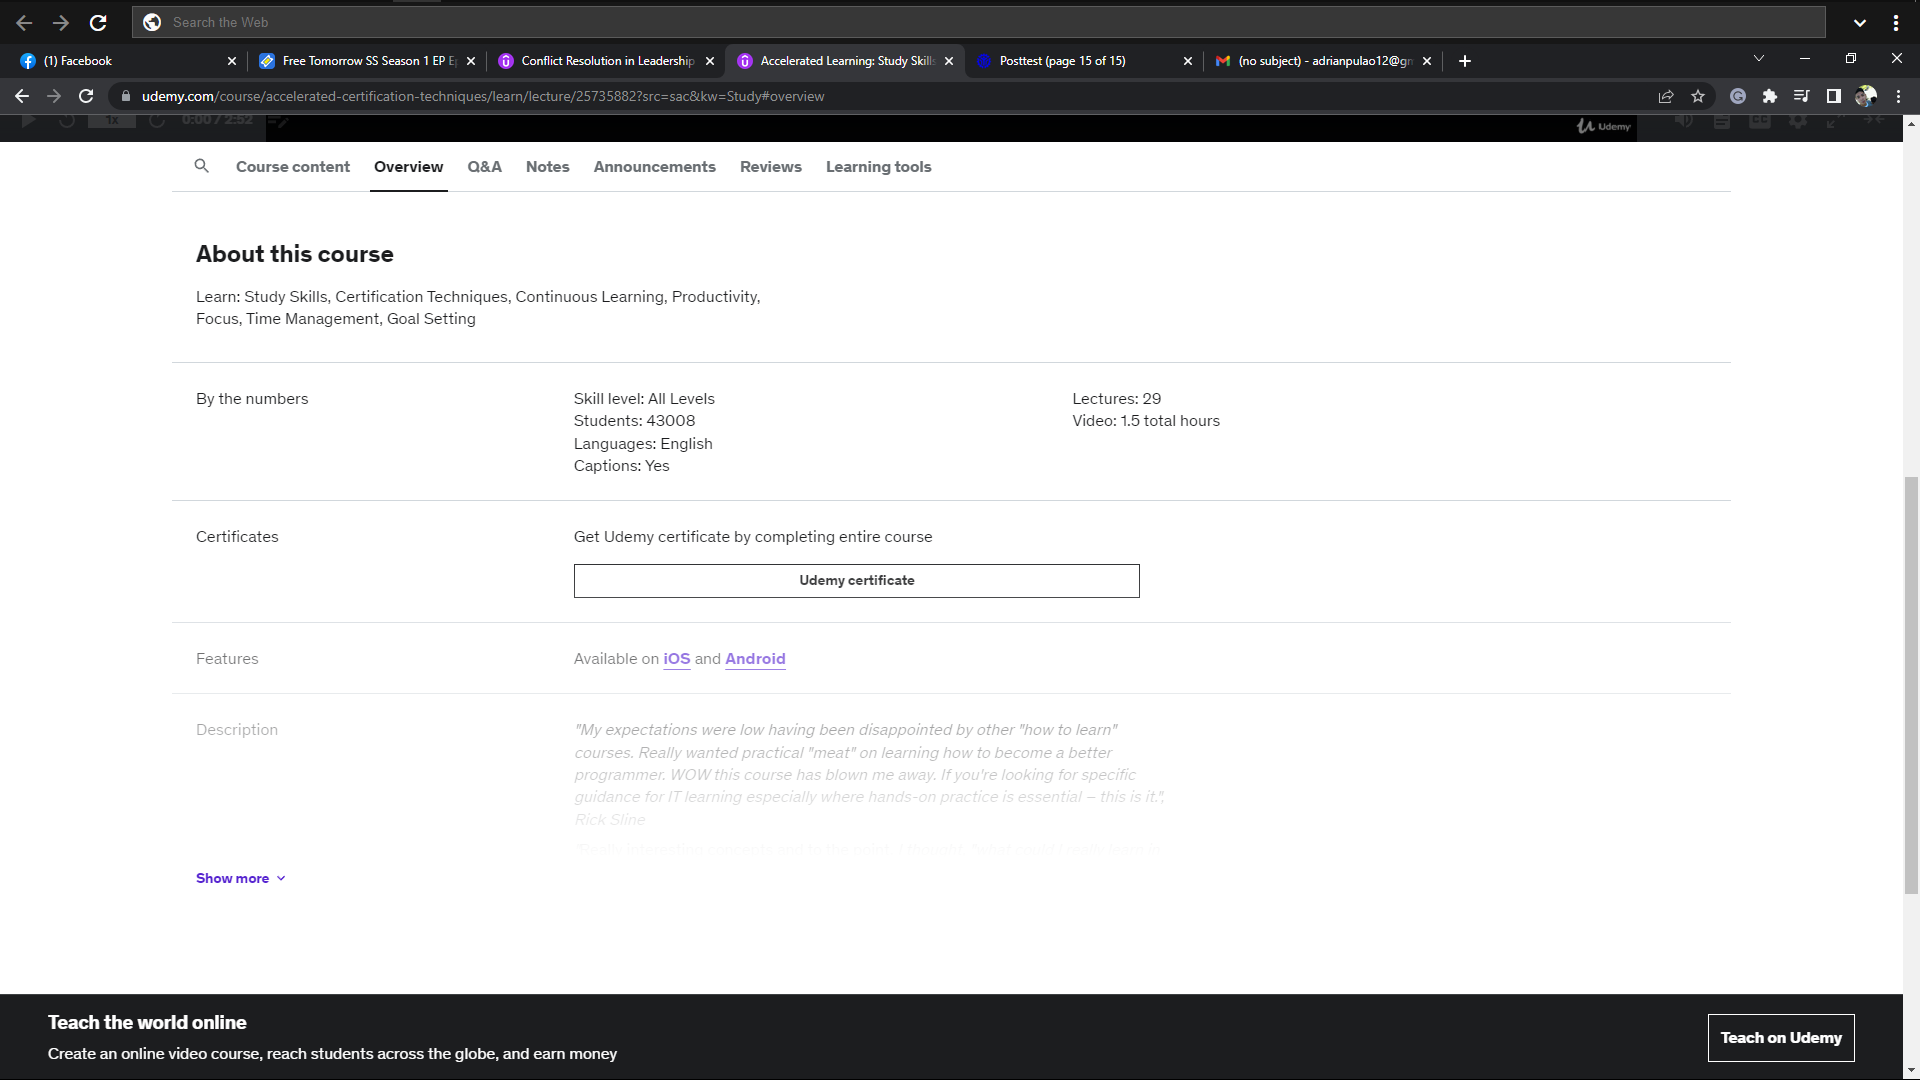 Search the Web
(1) Facebook
Free Tomorrow SS Season 1 EP
Conflict Resolution in Leadership
Accelerated Learning: Study Skills
Posttest (page 15 of 15)
(no subject) - adrianpulao12@gm
udemy.com/course/accelerated-certification-techniques/learn/lecture/25735882?src=sac&kw=Study#overview
1x
0:00 / 2:52
Udemy
CC
Course content
Overview
Q&A
Notes
Announcements
Reviews
Learning tools
About this course
Learn: Study Skills, Certification Techniques, Continuous Learning, Productivity,
Focus, Time Management, Goal Setting
By the numbers
Skill level: All Levels
Students: 43008
Languages: English
Captions: Yes
Lectures: 29
Video: 1.5 total hours
Certificates
Get Udemy certificate by completing entire course
Udemy certificate
Features
Available on iOS and Android
Description
"My expectations were low having been disappointed by other "how to learn"
courses. Really wanted practical "meat" on learning how to become a better
programmer. WOW this course has blown me away. If you're looking for specific
guidance for IT learning especially where hands-on practice is essential – this is it.",
Rick Sline
Show more
Teach the world online
Create an online video course, reach students across the globe, and earn money
Teach on Udemy